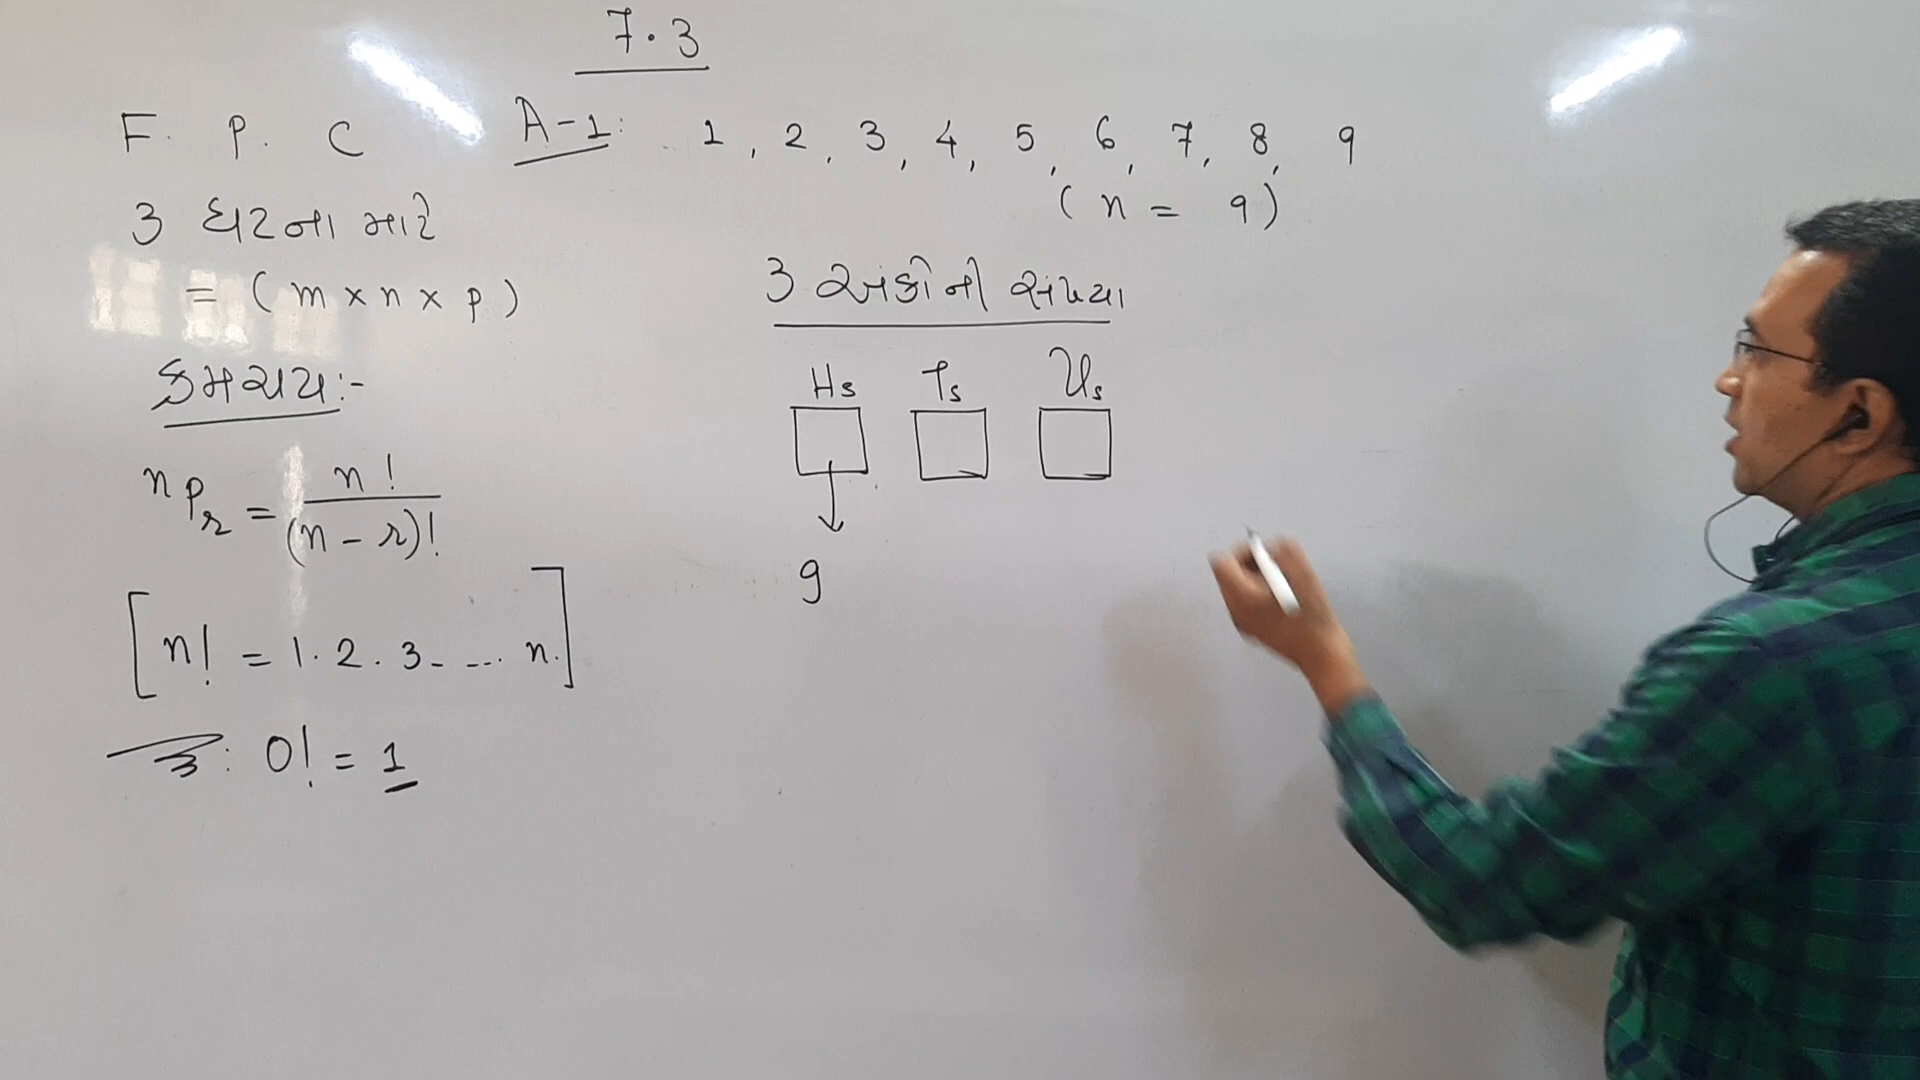 7.3
F. P. C
3 ઘટના માટે
= (m × n × p)
ક્રમચય:-
nPr = n! / (n - r)!
[n! = 1. 2. 3- --- n.]
: 0! = 1
A-1: 1, 2, 3, 4, 5, 6, 7, 8, 9
(n = 9)
3 અંકોની સંખ્યા
Hs Ts Us
9